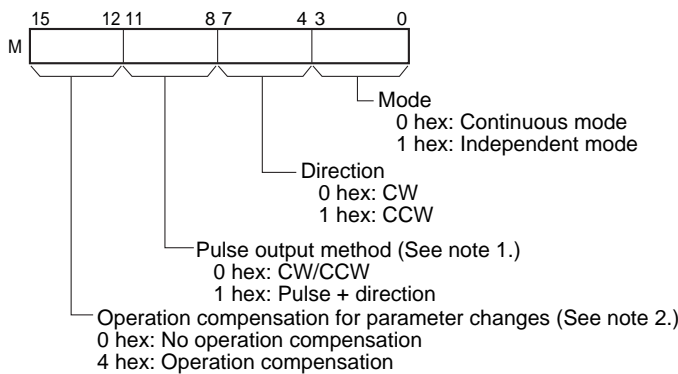 15 12 11 8 7 4 3 0
M
Mode
0 hex: Continuous mode
1 hex: Independent mode
Direction
0 hex: CW
1 hex: CCW
Pulse output method (See note 1.)
0 hex: CW/CCW
1 hex: Pulse + direction
Operation compensation for parameter changes (See note 2.)
0 hex: No operation compensation
4 hex: Operation compensation